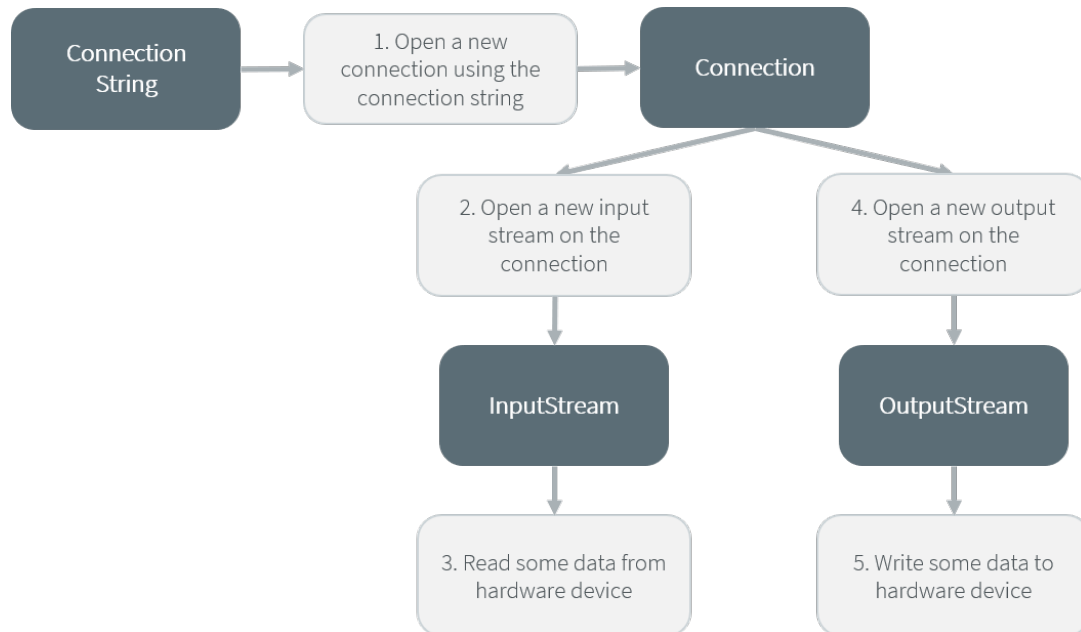 Connection
String
1. Open a new
connection using the
connection string
Connection
2. Open a new input
stream on the
connection
4. Open a new output
stream on the
connection
InputStream
OutputStream
3. Read some data from
hardware device
5. Write some data to
hardware device